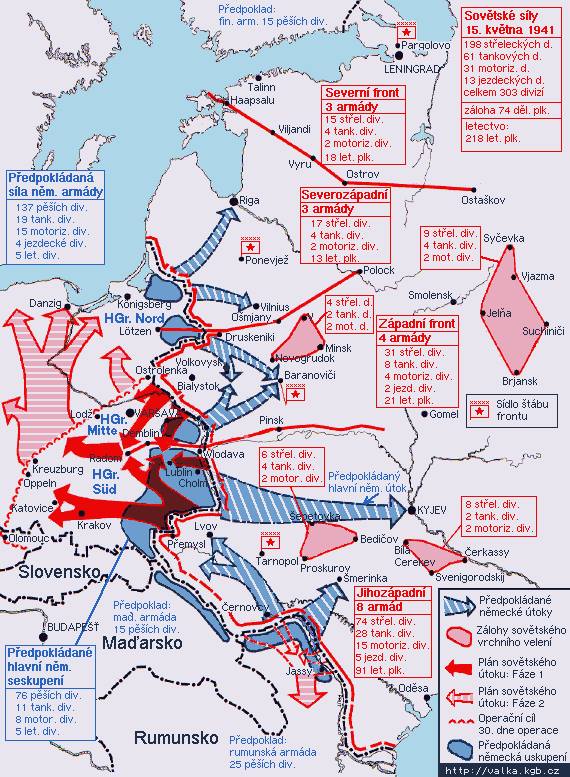 Předpoklad:
fin. arm. 15 pěších div.
Sovětské síly
15. května 1941
198 střeleckých d.
61 tankových d.
31 motoriz. d.
13 jezdeckých d.
celkem 303 divizí
záloha 74 děl. plk.
letectvo:
218 let. plk.
Pargolovo
LENINGRAD
Talinn
Haapsalu
Viljandi
Vyru
Ostrov
Ostaškov
Severní front
3 armády
15 střel. div.
4 tank. div.
2 motoriz. div.
18 let. plk.
Předpokládaná
síla něm. armády
137 pěších div.
19 tank. div.
15 motoriz. div.
4 jezdecké div.
5 let. div.
Riga
Severozápadní
3 armády
17 střel. div.
4 tank. div.
2 motoriz. div.
13 let. plk.
Ponevjež
Polock
9 střel. div.
4 tank. div.
2 mot. div.
Syčevka
Vjazma
Smolensk
Jelňa
Suchiniči
Brjansk
Danzig
Königsberg
HGr. Nord
Lötzen
Vilnius
Osmjany
Druskeniki
4 střel. d.
2 tank. d.
2 mot. d.
V
Minsk
Novogrudok
Západní front
4 armády
31 střel. div.
8 tank. div.
4 motoriz. div.
2 jezd. div.
21 let. plk.
Volkovysk
Ostrolenka
Bialystok
Baranoviči
Gomel
Sídlo štábu
frontu
Lodž
HGr.
Mitte
VARŠAVA
Demblin
Radom
HGr.
Süd
Lublin
Cholm
Wlodava
Pinsk
Kreuzburg
Oppeln
Katovice
Krakov
Olomouc
6 střel. div.
4 tank. div.
2 motor. div.
Předpokládaný
hlavní něm. útok
KYJEV
8 střel. div.
2 tank. div.
2 motoriz. div.
Šepetovka
Bedičov
Proskurov
Bílá
Cerekev
Čerkassy
Svenigorodskij
Lvov
Přemysl
Tarnopol
Šmerinka
Slovensko
Černovcy
Předpoklad:
maď. armáda
15 pěších div.
BUDAPEŠŤ
Maďarsko
Jihozápadní
8 armád
74 střel. div.
28 tank. div.
15 motoriz. div.
5 jezd. div.
91 let. plk.
Předpokládané
hlavní něm.
seskupení
76 pěších div.
11 tank. div.
8 motor. div.
5 let. div.
Jassy
Oděsa
Rumunsko
Předpoklad:
rumunská armáda
25 pěších div.
Předpokládané
německé útoky
Zálohy sovětského
vrchního velení
Plán sovětského
útoku: Fáze 1
Plán sovětského
útoku: Fáze 2
Operační cíl
30. dne operace
Předpokládaná
německá uskupení
http://valka.kgb.cz